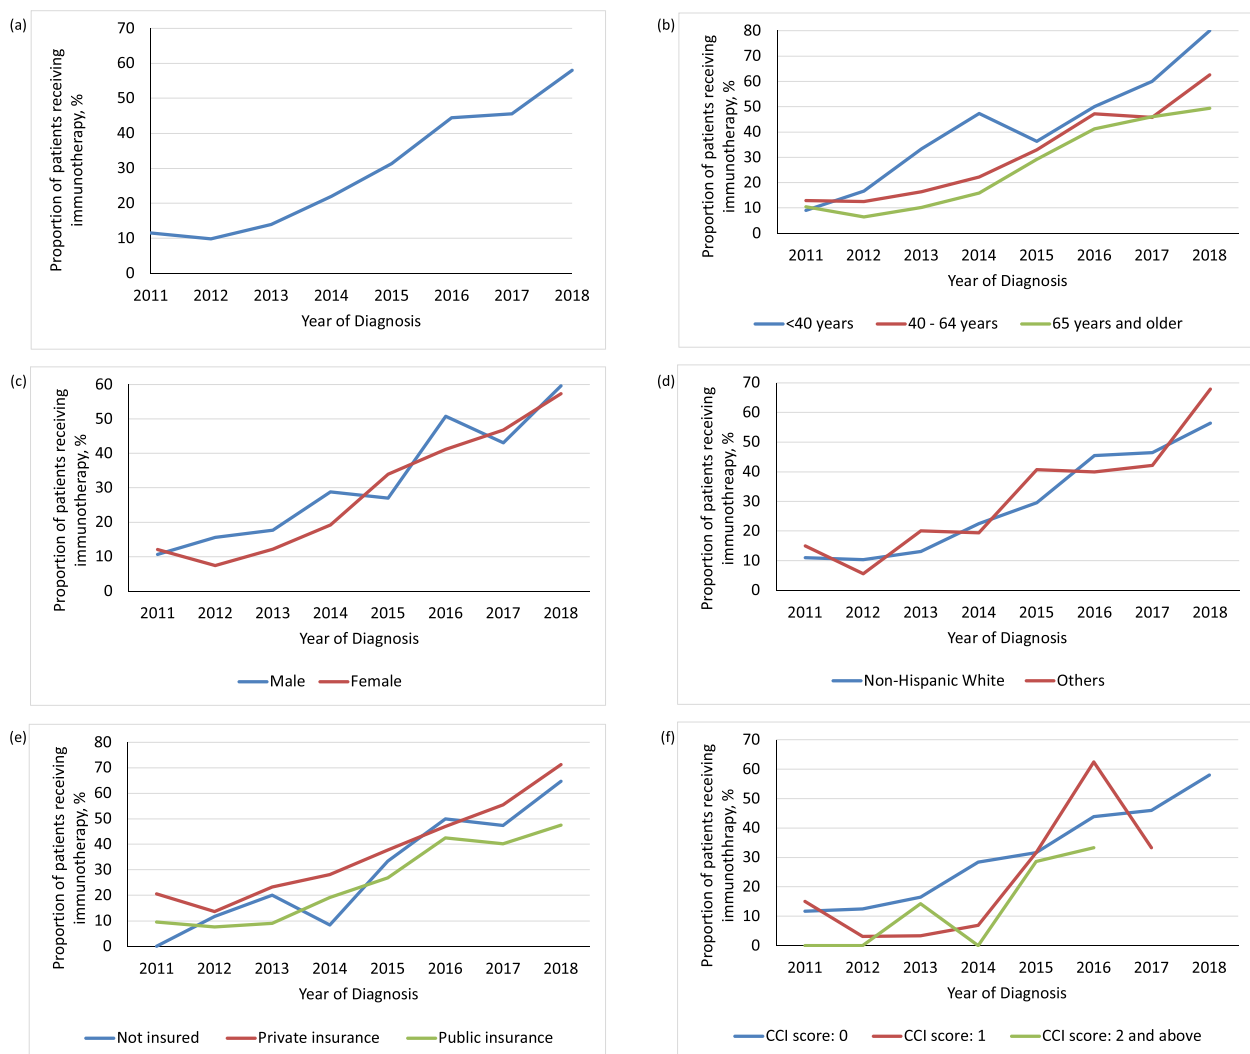 (a)
Proportion of patients receiving
immunotherapy, %
70
60
50
40
30
20
10
0
2011 2012 2013 2014 2015 2016 2017 2018
Year of Diagnosis
(b)
Proportion of patients receiving
immunotherapy, %
80
70
60
50
40
30
20
10
0
2011 2012 2013 2014 2015 2016 2017 2018
Year of Diagnosis
<40 years 40 - 64 years 65 years and older
(c)
Proportion of patients receiving
immunotherapy, %
60
50
40
30
20
10
0
2011 2012 2013 2014 2015 2016 2017 2018
Year of Diagnosis
Male Female
(d)
Proportion of patients receiving
immunothreapy, %
70
60
50
40
30
20
10
0
2011 2012 2013 2014 2015 2016 2017 2018
Year of Diagnosis
Non-Hispanic White Others
(e)
Proportion of patients receiving
immunotherapy, %
80
70
60
50
40
30
20
10
0
2011 2012 2013 2014 2015 2016 2017 2018
Year of Diagnosis
Not insured Private insurance Public insurance
(f)
Proportion of patients receiving
immunothhrapy, %
70
60
50
40
30
20
10
0
2011 2012 2013 2014 2015 2016 2017 2018
Year of Diagnosis
CCI score: 0 CCI score: 1 CCI score: 2 and above